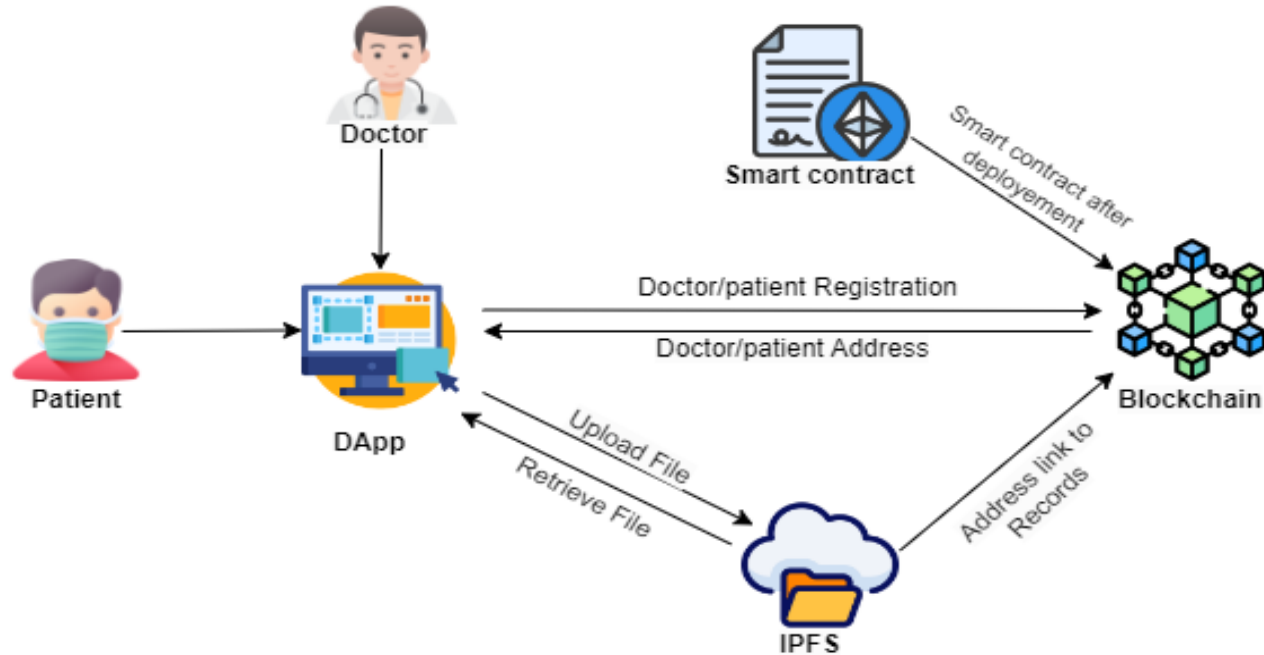 Doctor
Smart contract
Smart contract after
deployement
Patient
DApp
Doctor/patient Registration
Doctor/patient Address
Blockchain
Upload File
Retrieve File
Address link to
Records
IPFS